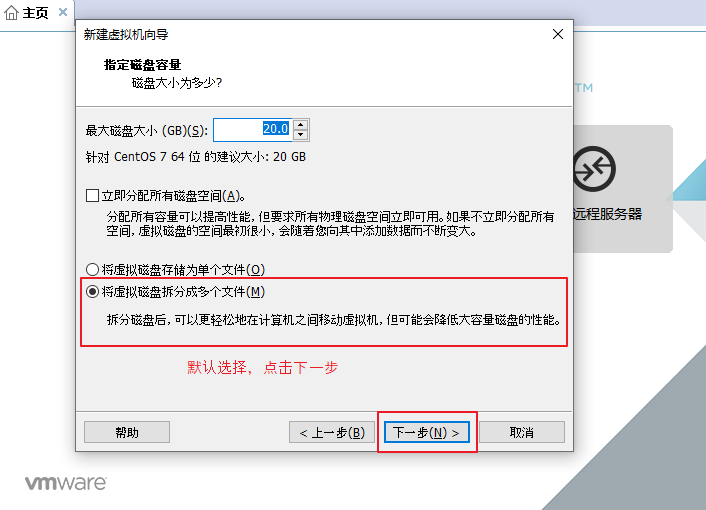 主页
新建虚拟机向导
指定磁盘容量
磁盘大小为多少?
TM
最大磁盘大小 (GB)(S): 20.0
针对 CentOS 7 64 位 的建议大小: 20 GB
立即分配所有磁盘空间(A)。
分配所有容量可以提高性能，但要求所有物理磁盘空间立即可用。如果不立即分配所有
空间，虚拟磁盘的空间最初很小，会随着您向其中添加数据而不断变大。
远程服务器
将虚拟磁盘存储为单个文件(O)
将虚拟磁盘拆分成多个文件(M)
拆分磁盘后，可以更轻松地在计算机之间移动虚拟机，但可能会降低大容量磁盘的性能。
默认选择，点击下一步
帮助 < 上一步(B) 下一步(N) > 取消
vmware